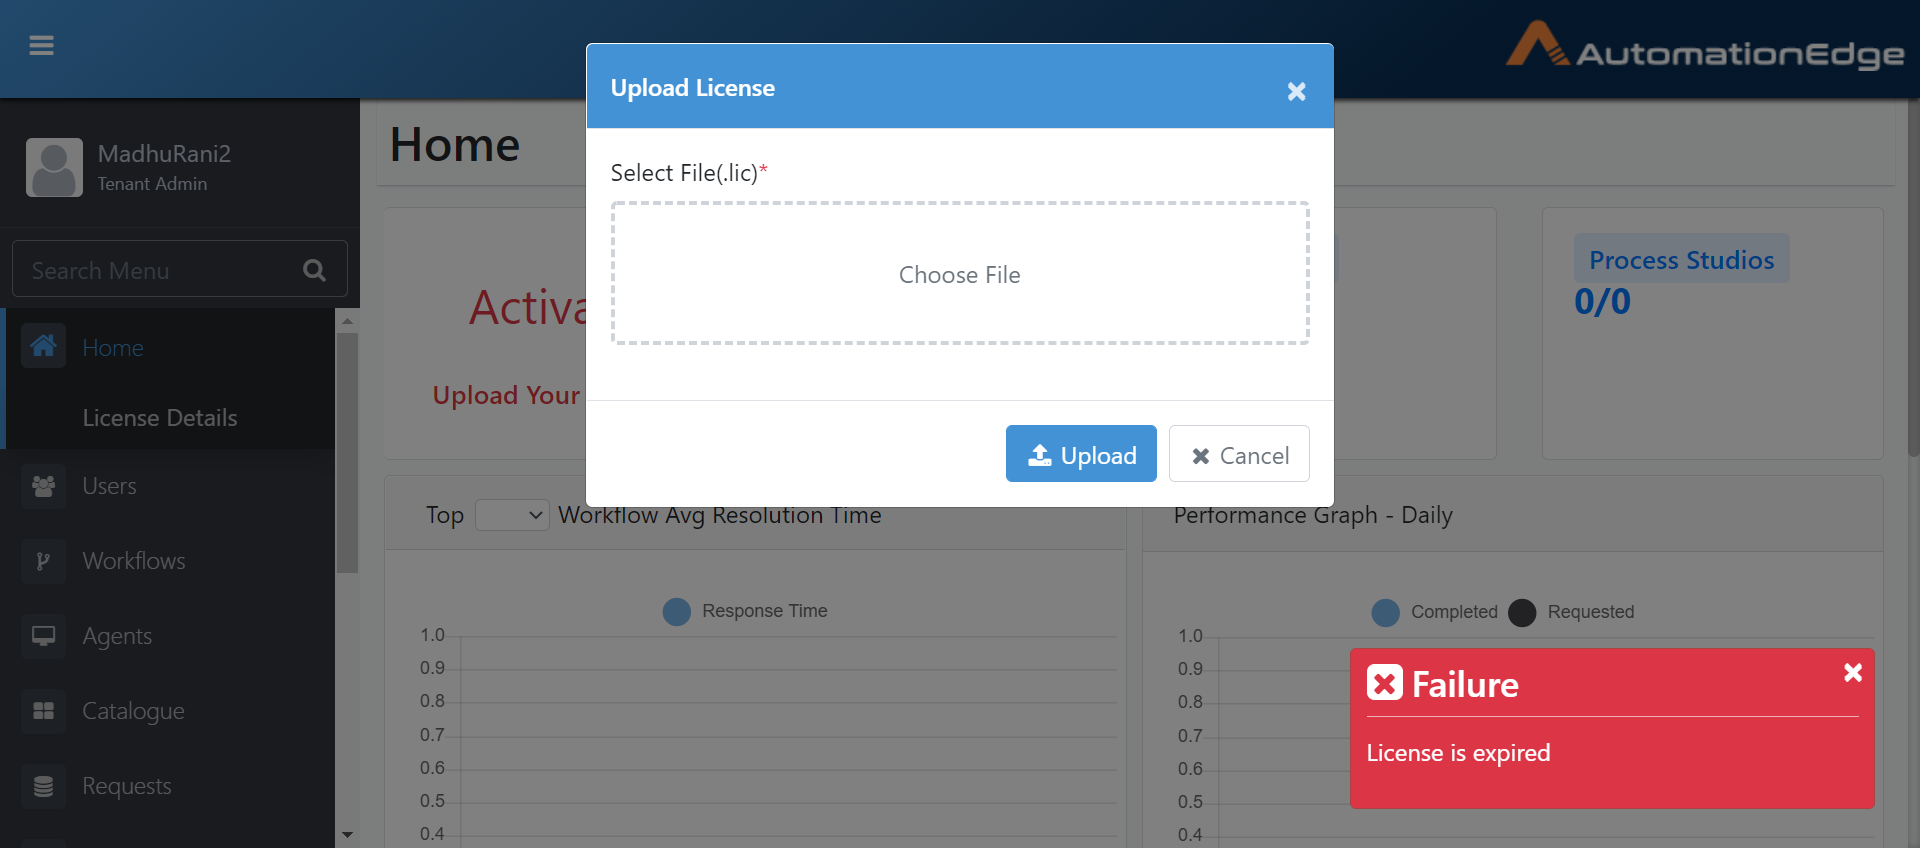 AutomationEdge
Upload License
MadhuRani2
Tenant Admin
Home
Select File(.lic)*
Choose File
Search Menu
Process Studios
0/0
Home
License Details
Upload Your
Upload
Cancel
Users
Top
Workflow Avg Resolution Time
Performance Graph - Daily
Workflows
Response Time
Completed
Requested
Agents
1.0
0.9
0.8
0.7
0.6
0.5
0.4
1.0
0.9
0.8
0.7
0.6
0.5
0.4
Catalogue
Requests
Failure
License is expired